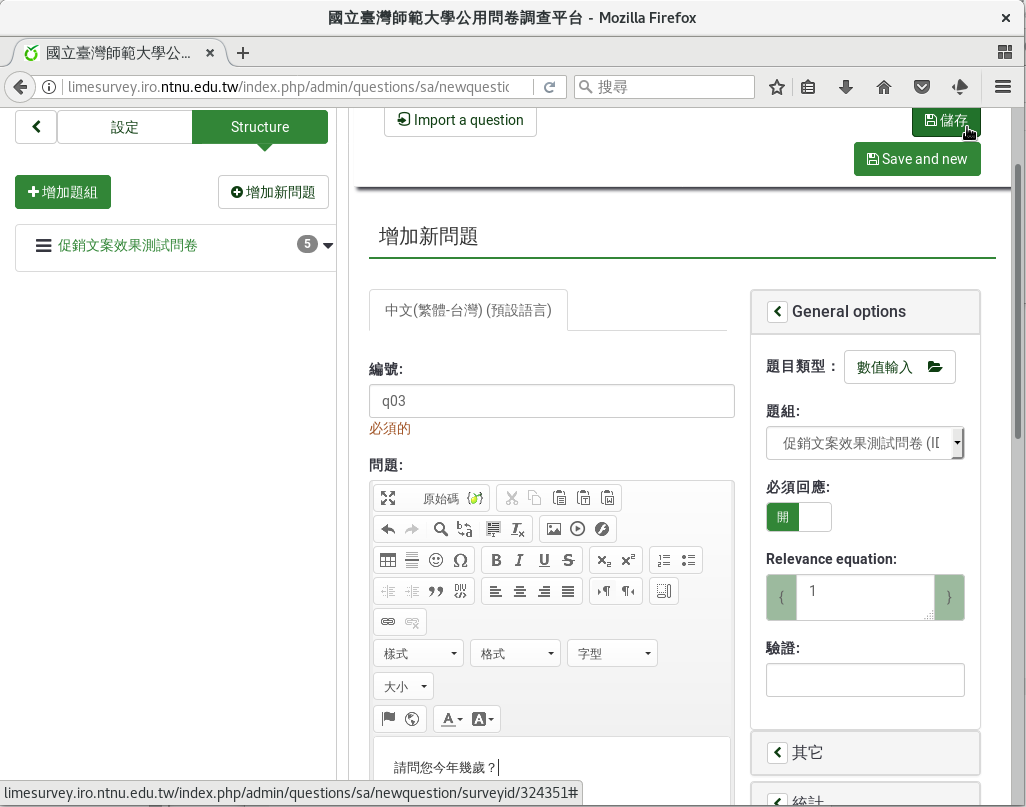 國立臺灣師範大學公用問卷調查平台 - Mozilla Firefox
國立臺灣師範大學公...
limesurvey.iro.ntnu.edu.tw/index.php/admin/questions/sa/newquestic
搜尋
設定
Structure
Import a question
儲存
Save and new
增加題組
增加新問題
促銷文案效果測試問卷
5
增加新問題
中文(繁體-台灣) (預設語言)
編號:
q03
必須的
問題:
原始碼
樣式
格式
字型
大小
請問您今年幾歲？
General options
題目類型：
數值輸入
題組:
促銷文案效果測試問卷 (ID
必須回應:
開
Relevance equation:
{ 1 }
驗證:
其它
統計
limesurvey.iro.ntnu.edu.tw/index.php/admin/questions/sa/newquestion/surveyid/324351#